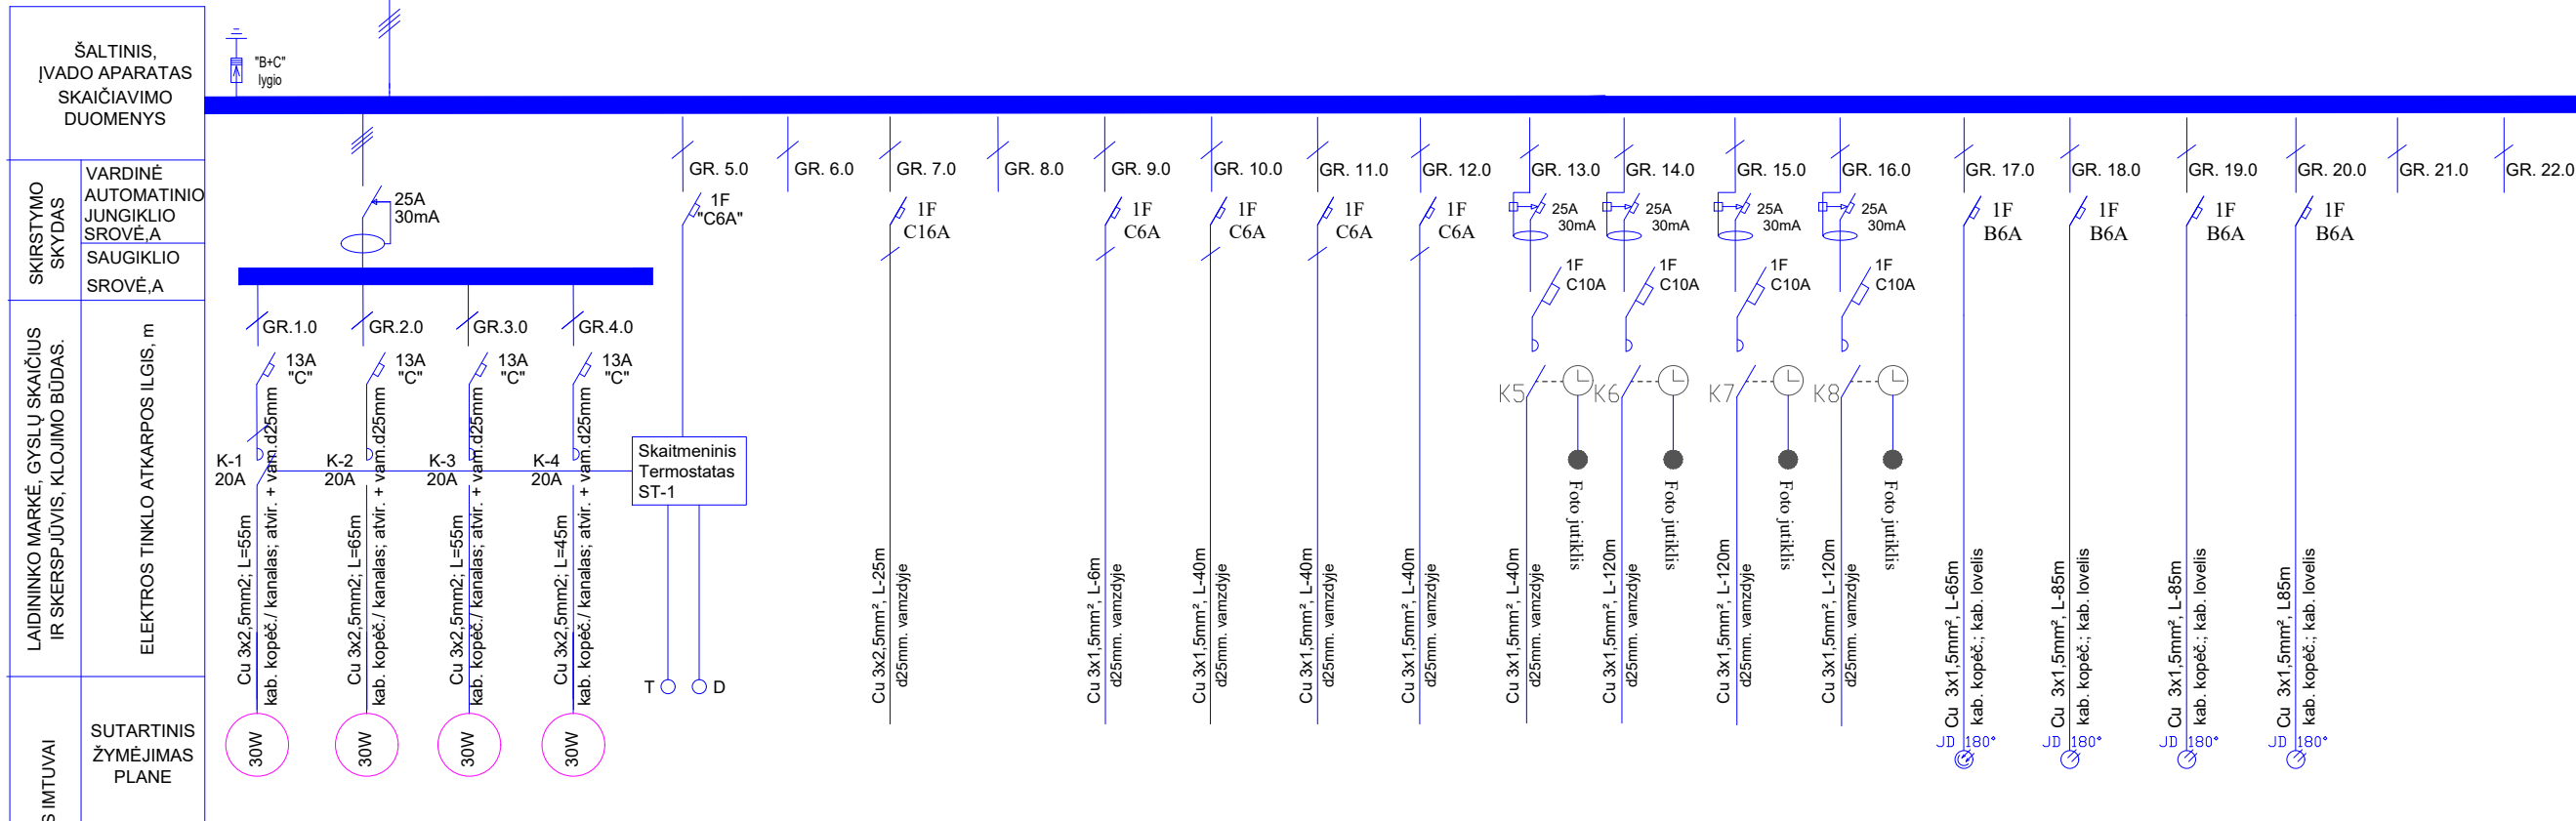 ŠALTINIS,
ĮVADO APARATAS
SKAIČIAVIMO
DUOMENYS
"B+C"
lygio
SKIRSTYMO
SKYDAS
VARDINĖ
AUTOMATINIO
JUNGIKLIO
SROVĖ,A
SAUGIKLIO
SROVĖ,A
25A
30mA
GR. 5.0
1F
"C6A"
GR. 6.0
GR. 7.0
1F
C16A
GR. 8.0
GR. 9.0
1F
C6A
GR. 10.0
1F
C6A
GR. 11.0
1F
C6A
GR. 12.0
1F
C6A
GR. 13.0
25A
30mA
1F
C10A
GR. 14.0
25A
30mA
1F
C10A
GR. 15.0
25A
30mA
1F
C10A
GR. 16.0
25A
30mA
1F
C10A
GR. 17.0
1F
B6A
GR. 18.0
1F
B6A
GR. 19.0
1F
B6A
GR. 20.0
1F
B6A
GR. 21.0
GR. 22.0
LAIDININKO MARKĖ, GYSLŲ SKAIČIUS
IR SKERSPJŪVIS, KLOJIMO BŪDAS.
ELEKTROS TINKLO ATKARPOS ILGIS, m
GR.1.0
13A
"C"
K-1
20A
Cu 3x2,5mm2; L=55m
kab. kopėč./ kanalas; atvir. + vam.d25mm
GR.2.0
13A
"C"
K-2
20A
Cu 3x2,5mm2; L=65m
kab. kopėč./ kanalas; atvir. + vam.d25mm
GR.3.0
13A
"C"
K-3
20A
Cu 3x2,5mm2; L=55m
kab. kopėč./ kanalas; atvir. + vam.d25mm
GR.4.0
13A
"C"
K-4
20A
Cu 3x2,5mm2; L=45m
kab. kopėč./ kanalas; atvir. + vam.d25mm
Skaitmeninis
Termostatas
ST-1
T
D
Cu 3x2,5mm², L-25m
d25mm. vamzdyje
Cu 3x1,5mm², L-6m
d25mm. vamzdyje
Cu 3x1,5mm², L-40m
d25mm. vamzdyje
Cu 3x1,5mm², L-40m
d25mm. vamzdyje
Cu 3x1,5mm², L-40m
d25mm. vamzdyje
K5
Foto jutiklis
Cu 3x1,5mm², L-40m
d25mm. vamzdyje
K6
Foto jutiklis
Cu 3x1,5mm², L-120m
d25mm. vamzdyje
K7
Foto jutiklis
Cu 3x1,5mm², L-120m
d25mm. vamzdyje
K8
Foto jutiklis
Cu 3x1,5mm², L-120m
d25mm. vamzdyje
Cu 3x1,5mm², L-65m
kab. kopėč.; kab. lovelis
JD 180°
Cu 3x1,5mm², L-85m
kab. kopėč.; kab. lovelis
JD 180°
Cu 3x1,5mm², L-85m
kab. kopėč.; kab. lovelis
JD 180°
Cu 3x1,5mm², L85m
kab. kopėč.; kab. lovelis
JD 180°
S IMTUVAI
SUTARTINIS
ŽYMĖJIMAS
PLANE
30W
30W
30W
30W